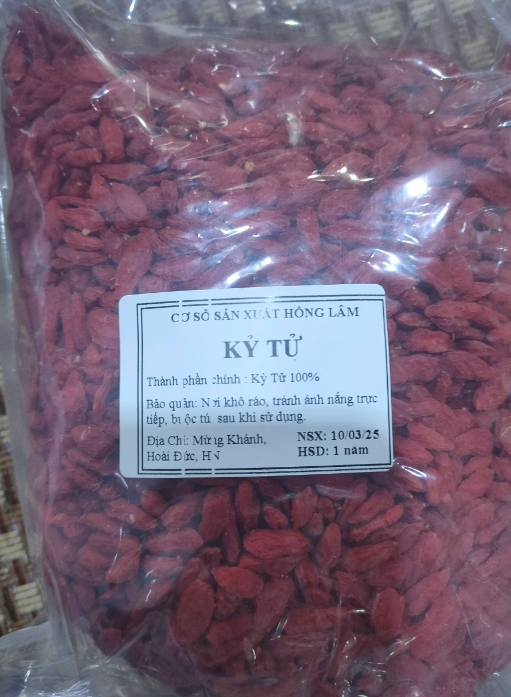 CƠ SỞ SẢN XUẤT HỒNG LÂM
KỶ TỬ
Thành phần chính : Kỷ Tử 100%
Bảo quản: Nơi khô ráo, tránh ánh nắng trực
tiếp, buộc túi sau khi sử dụng.
Địa Chỉ: Mừng Khánh,
Hoài Đức, HN
NSX: 10/03/25
HSD: 1 năm